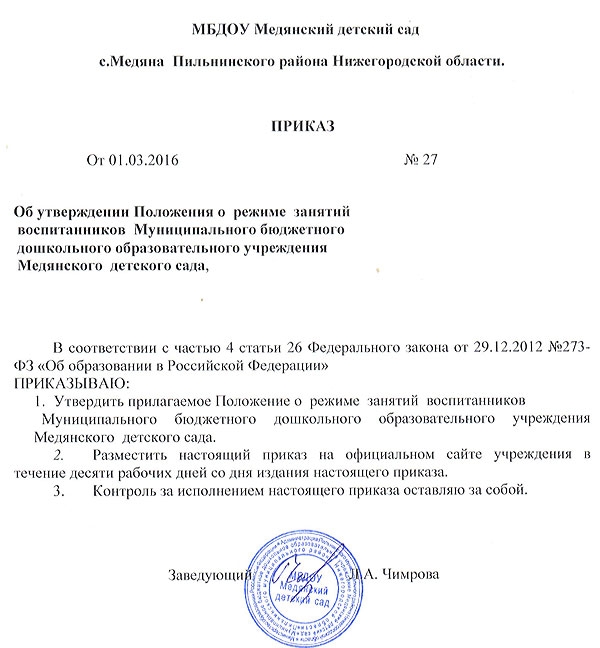 МБДОУ Медянский детский сад
с.Медяна Пильнинского района Нижегородской области.
ПРИКАЗ
От 01.03.2016 № 27
Об утверждении Положения о режиме занятий
воспитанников Муниципального бюджетного
дошкольного образовательного учреждения
Медянского детского сада,
В соответствии с частью 4 статьи 26 Федерального закона от 29.12.2012 №273-
ФЗ «Об образовании в Российской Федерации»
ПРИКАЗЫВАЮ:
1. Утвердить прилагаемое Положение о режиме занятий воспитанников
Муниципального бюджетного дошкольного образовательного учреждения
Медянского детского сада.
2. Разместить настоящий приказ на официальном сайте учреждения в
течение десяти рабочих дней со дня издания настоящего приказа.
3. Контроль за исполнением настоящего приказа оставляю за собой.
Заведующий Л.А. Чимрова
МБДОУ
Медянский
детский сад